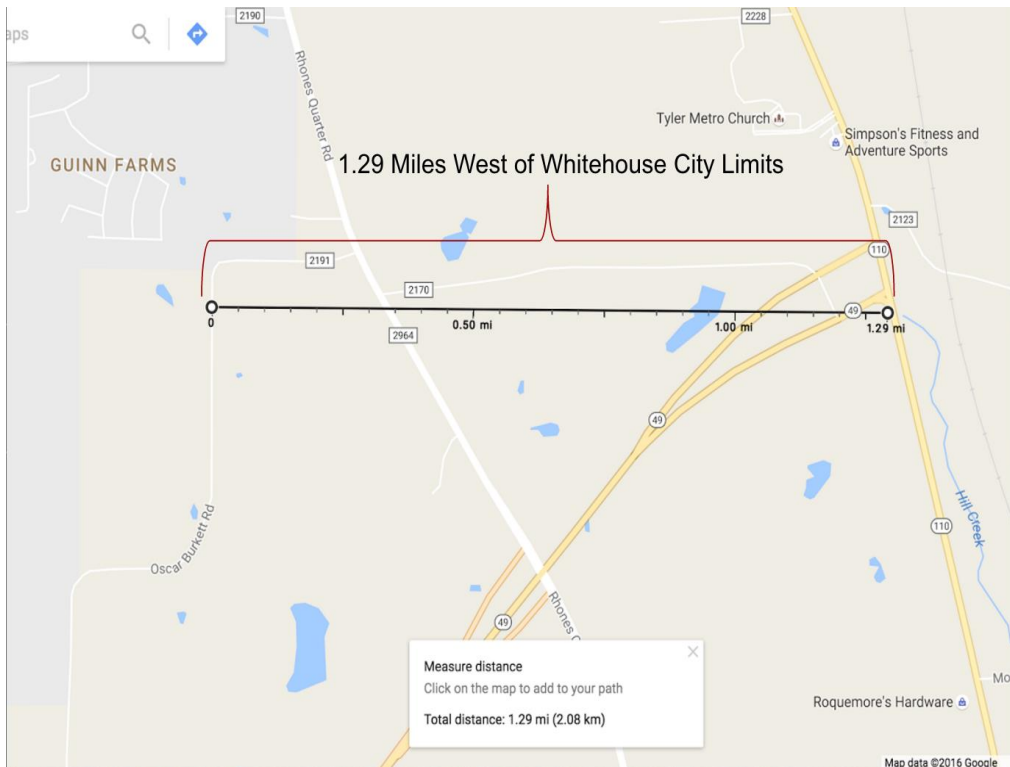 aps
2190
2228
Rhones Quarter Rd
Tyler Metro Church
Simpson's Fitness and
Adventure Sports
GUINN FARMS
1.29 Miles West of Whitehouse City Limits
2123
110
2191
2170
49
0
0.50 mi
1.00 mi
1.29 mi
2964
49
Hill Creek
110
Oscar Burkett Rd
49
Rhones Q
Measure distance
Click on the map to add to your path
Total distance: 1.29 mi (2.08 km)
Mo
Roquemore's Hardware
Map data ©2016 Google